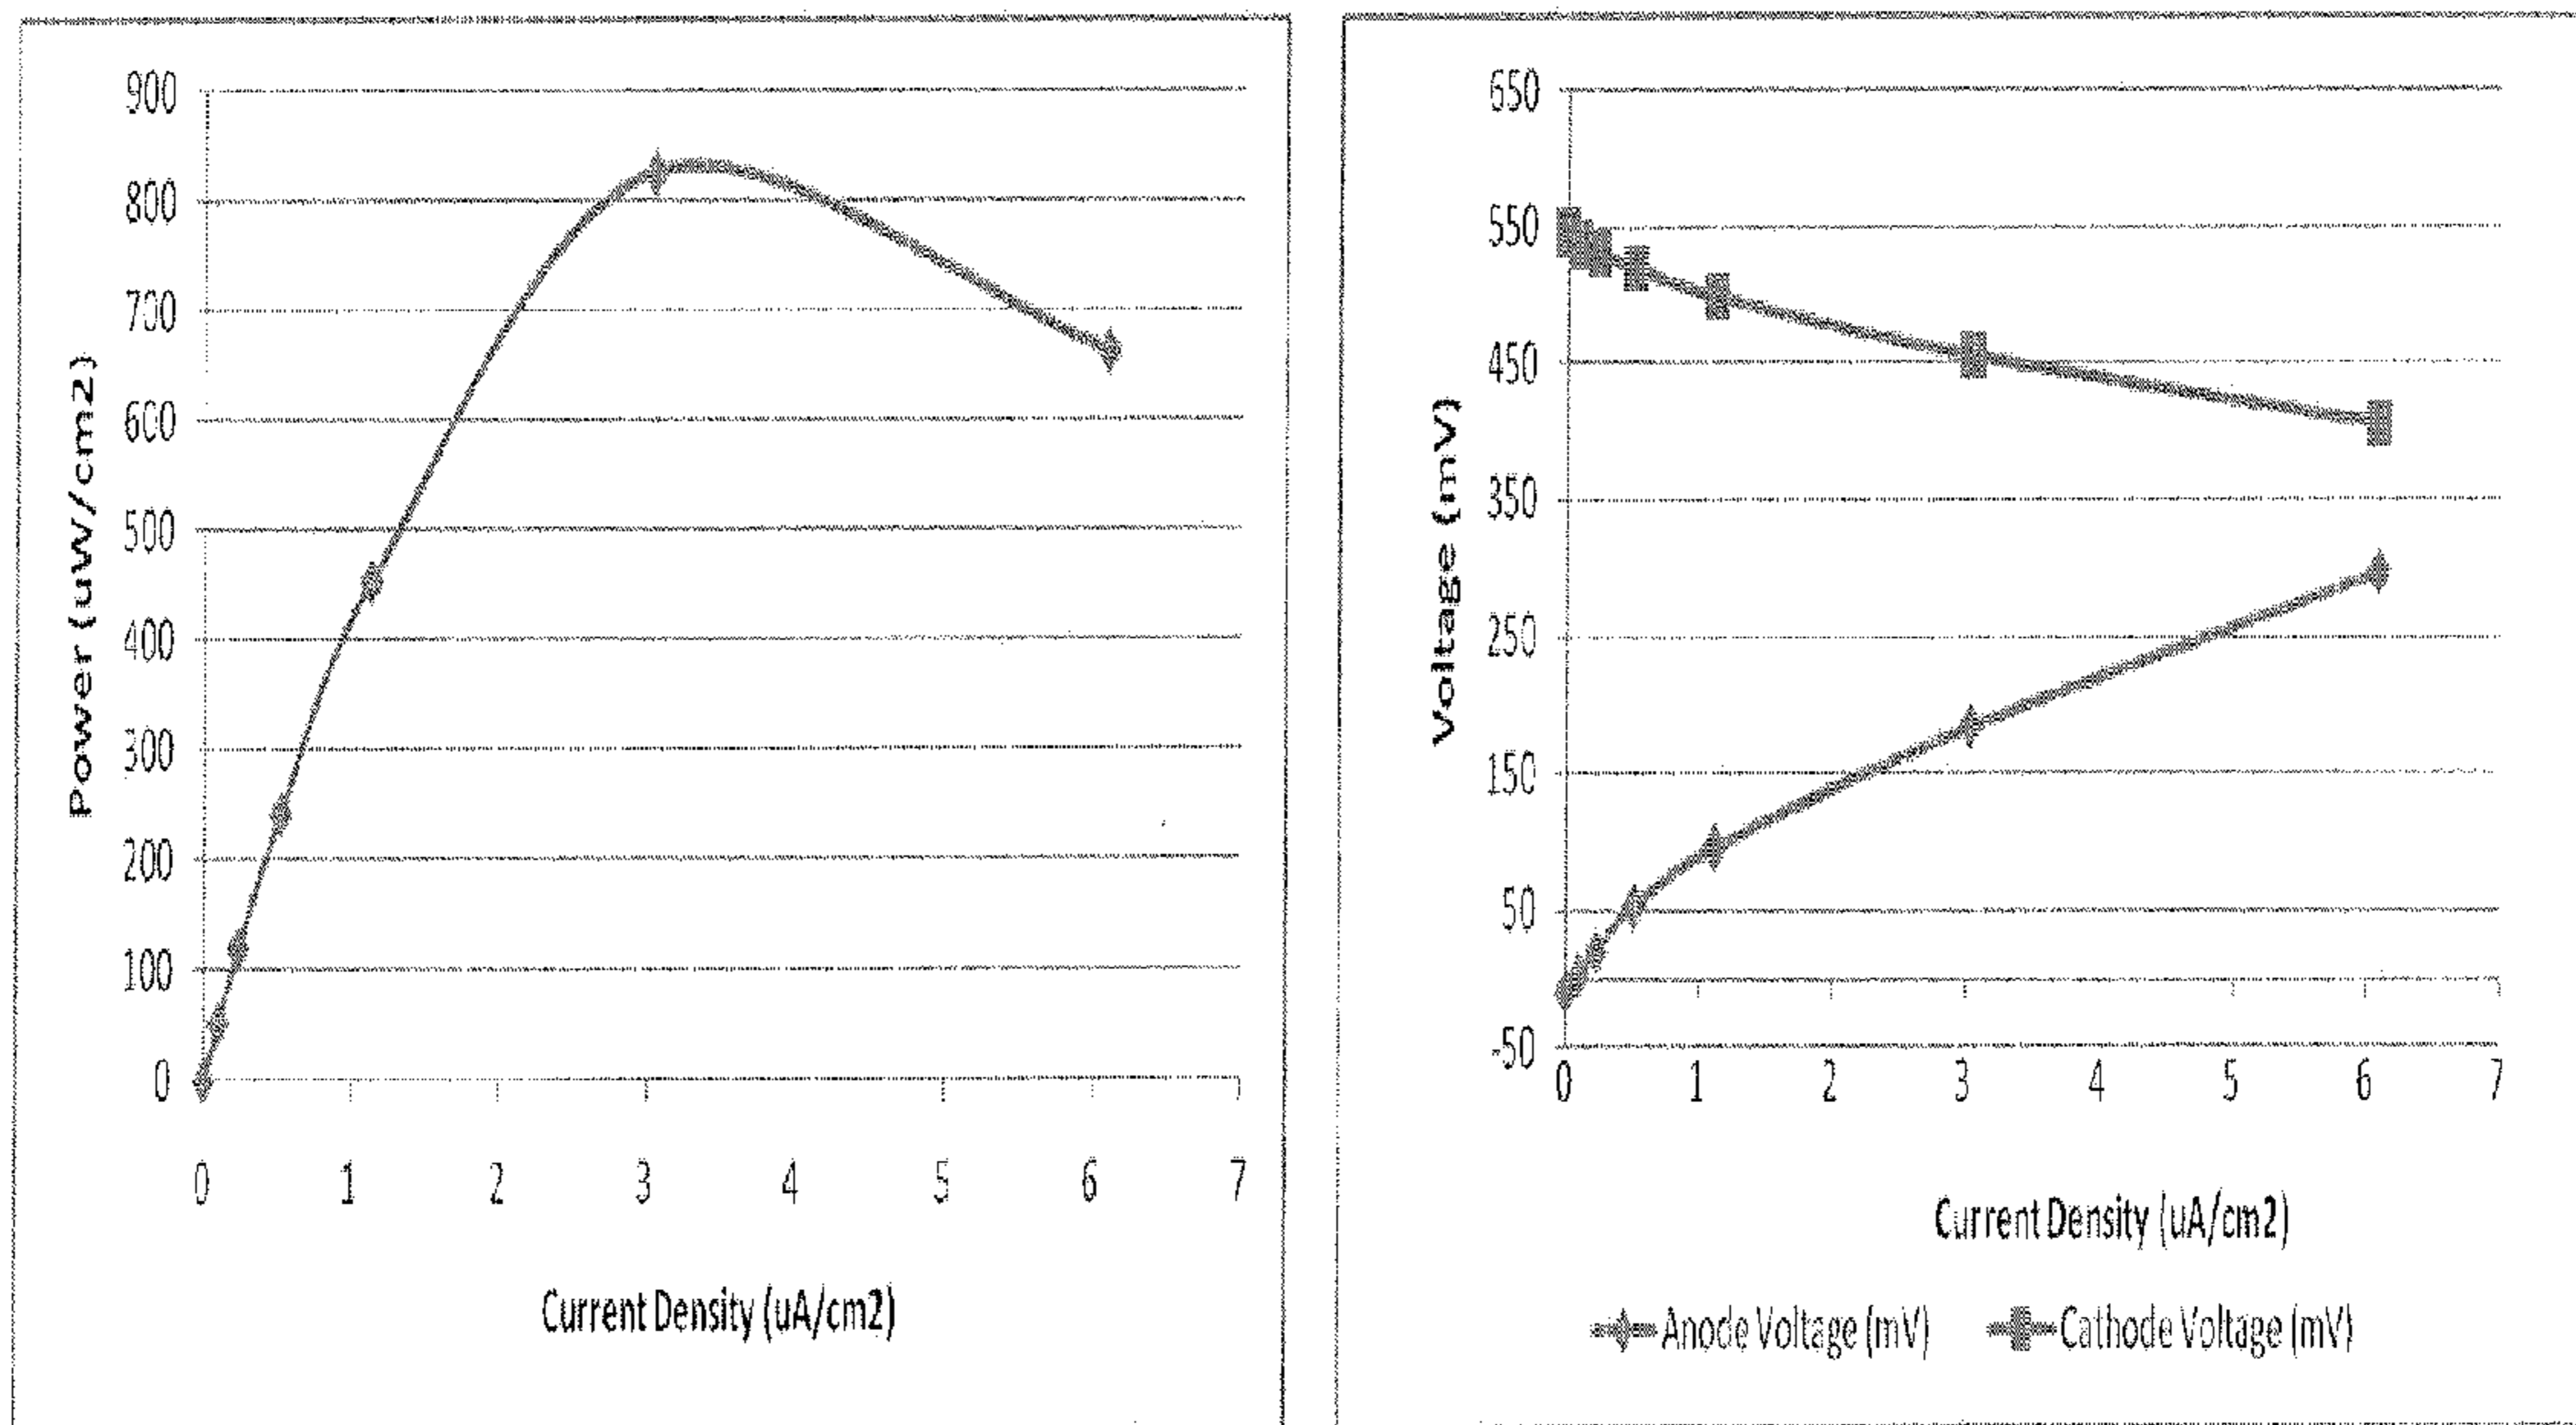 900
800
700
600
500
400
300
200
100
0
Power (uW/cm2)
0 1 2 3 4 5 6 7
Current Density (uA/cm2)
650
550
450
350
250
150
50
-50
Voltage (mV)
0 1 2 3 4 5 6 7
Current Density (uA/cm2)
Anode Voltage (mV) Cathode Voltage (mV)